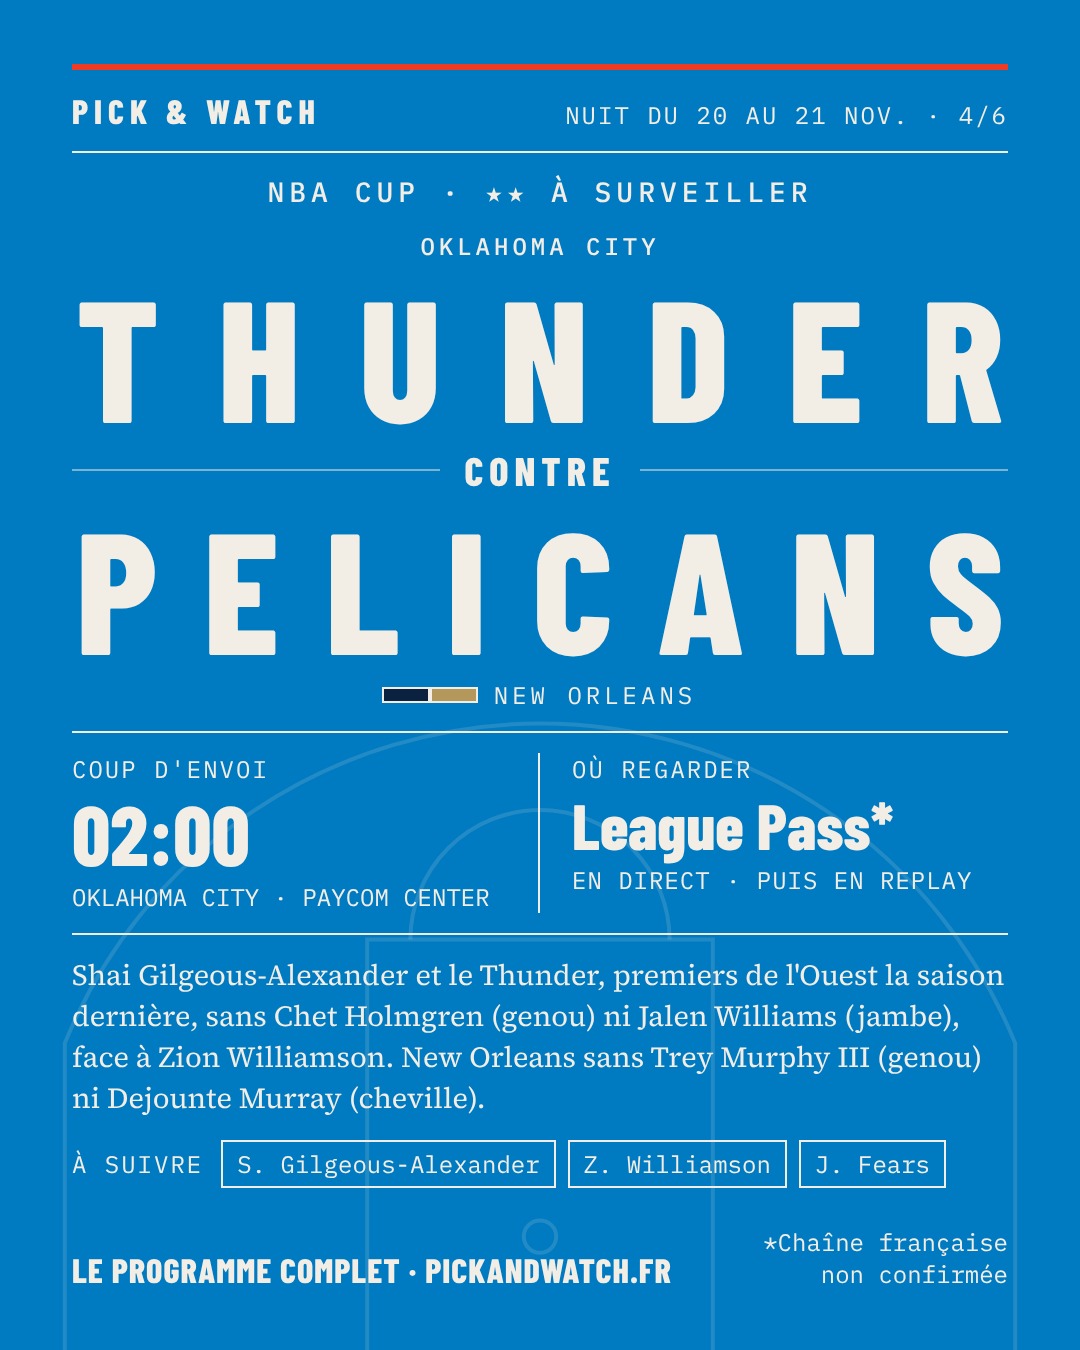 PICK & WATCH
NUIT DU 20 AU 21 NOV. · 4/6
NBA CUP · ★★ À SURVEILLER
OKLAHOMA CITY
THUNDER
CONTRE
PELICANS
NEW ORLEANS
COUP D'ENVOI
02:00
OKLAHOMA CITY · PAYCOM CENTER
OÙ REGARDER
League Pass*
EN DIRECT · PUIS EN REPLAY
Shai Gilgeous-Alexander et le Thunder, premiers de l'Ouest la saison
dernière, sans Chet Holmgren (genou) ni Jalen Williams (jambe),
face à Zion Williamson. New Orleans sans Trey Murphy III (genou)
ni Dejounte Murray (cheville).
À SUIVRE S. Gilgeous-Alexander Z. Williamson J. Fears
LE PROGRAMME COMPLET · PICKANDWATCH.FR
*Chaîne française
non confirmée